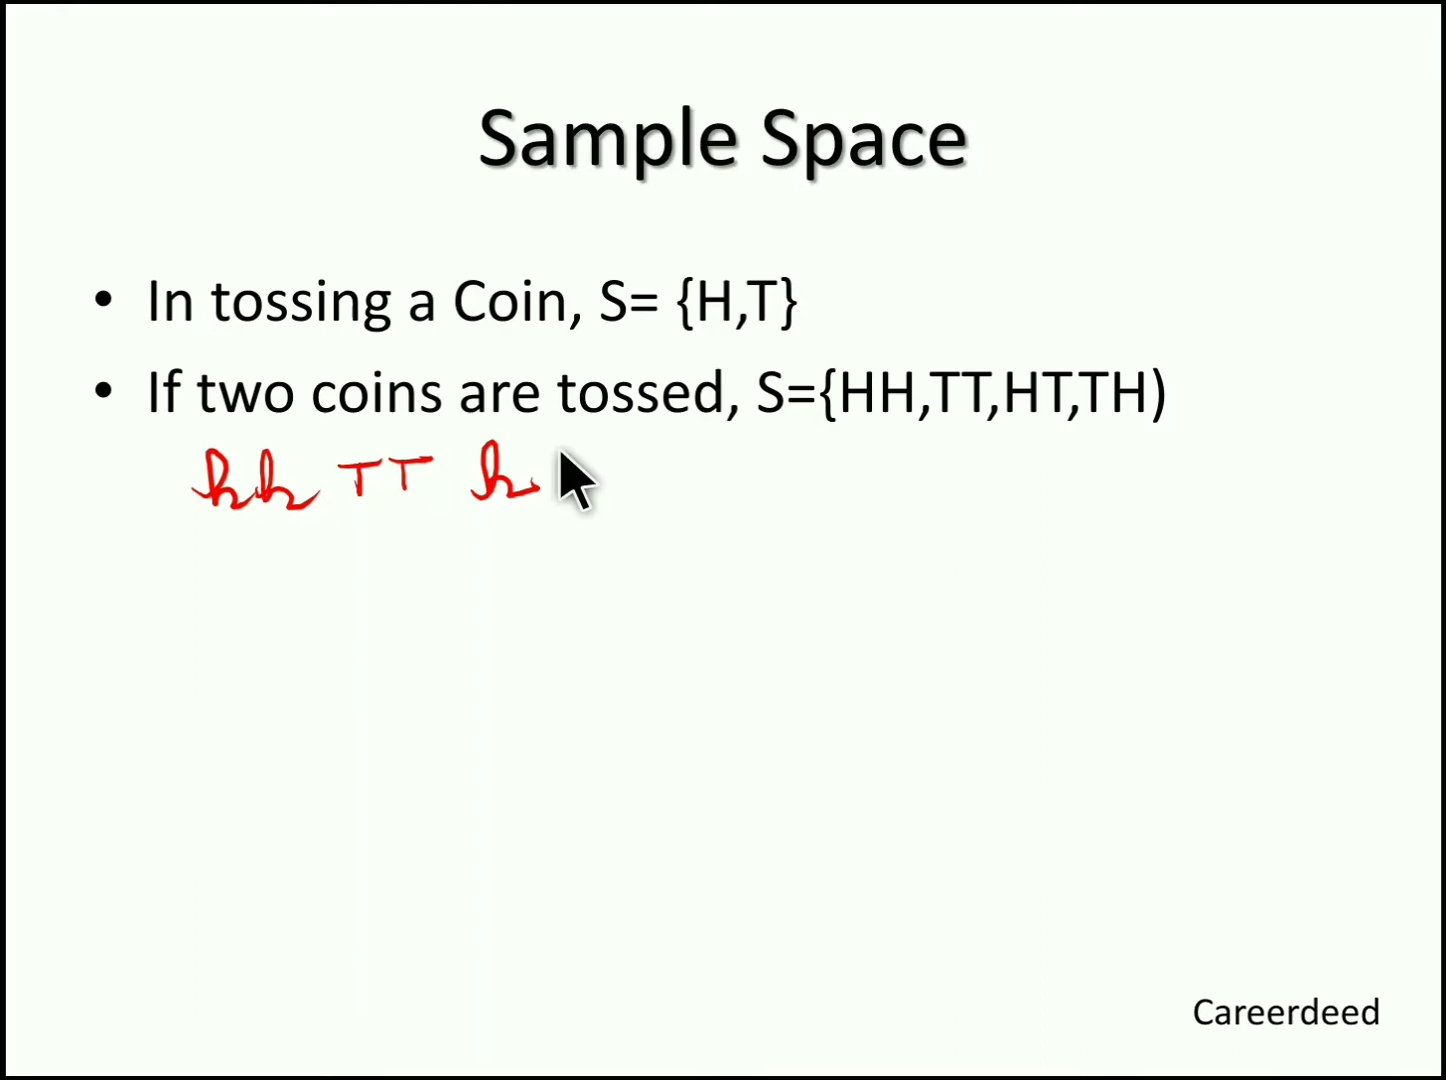 Sample Space
• In tossing a Coin, S= {H,T}
• If two coins are tossed, S={HH,TT,HT,TH)
hh TT h
Careerdeed